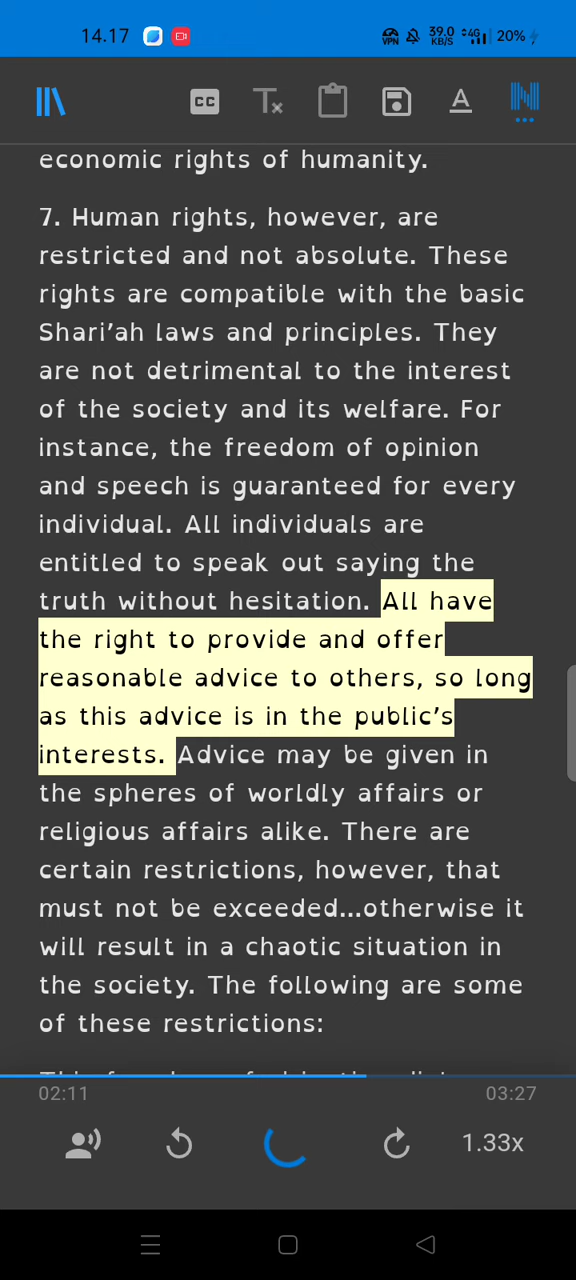 14.17
VPN
39.0
KB/S
4G
20%
CC
economic rights of humanity.
7. Human rights, however, are
restricted and not absolute. These
rights are compatible with the basic
Shari’ah laws and principles. They
are not detrimental to the interest
of the society and its welfare. For
instance, the freedom of opinion
and speech is guaranteed for every
individual. All individuals are
entitled to speak out saying the
truth without hesitation. All have
the right to provide and offer
reasonable advice to others, so long
as this advice is in the public’s
interests. Advice may be given in
the spheres of worldly affairs or
religious affairs alike. There are
certain restrictions, however, that
must not be exceeded...otherwise it
will result in a chaotic situation in
the society. The following are some
of these restrictions:
02:11
03:27
1.33x